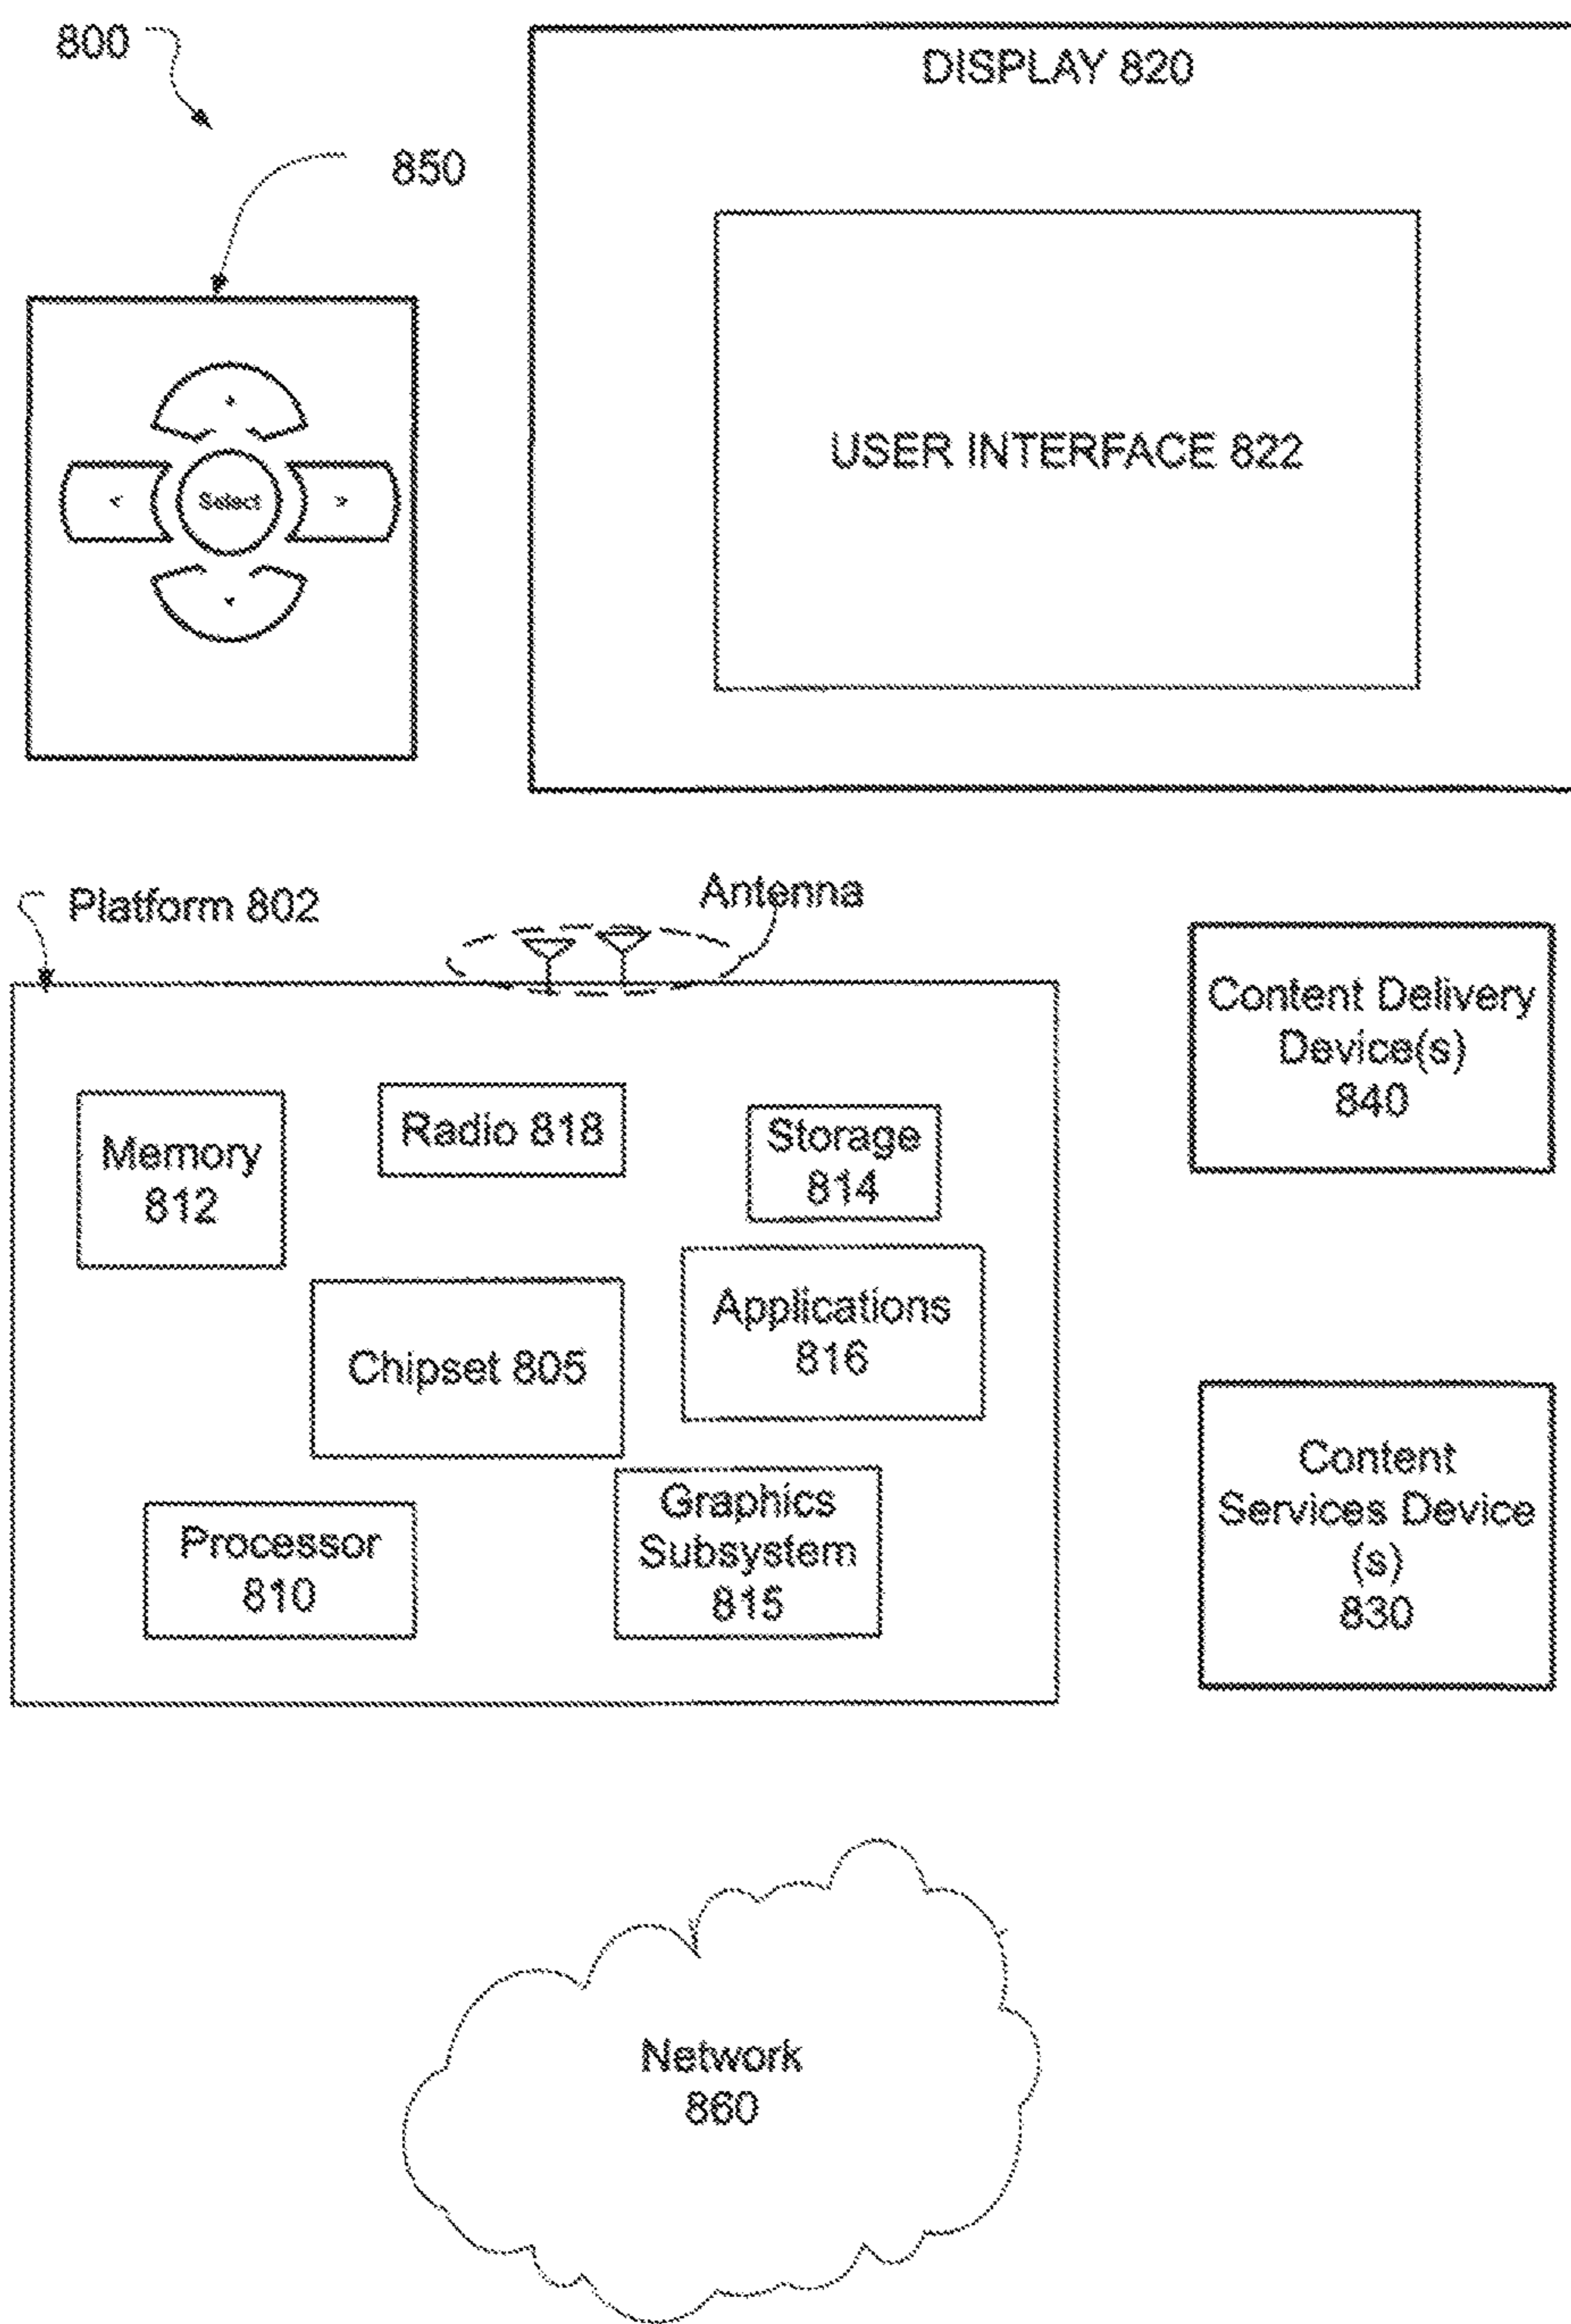 800
DISPLAY 820
850
USER INTERFACE 822
<
Select
>
Platform 802
Antenna
Content Delivery
Device(s)
840
Memory
812
Radio 818
Storage
814
Chipset 805
Applications
816
Processor
810
Graphics
Subsystem
815
Content
Services Device
(s)
830
Network
860